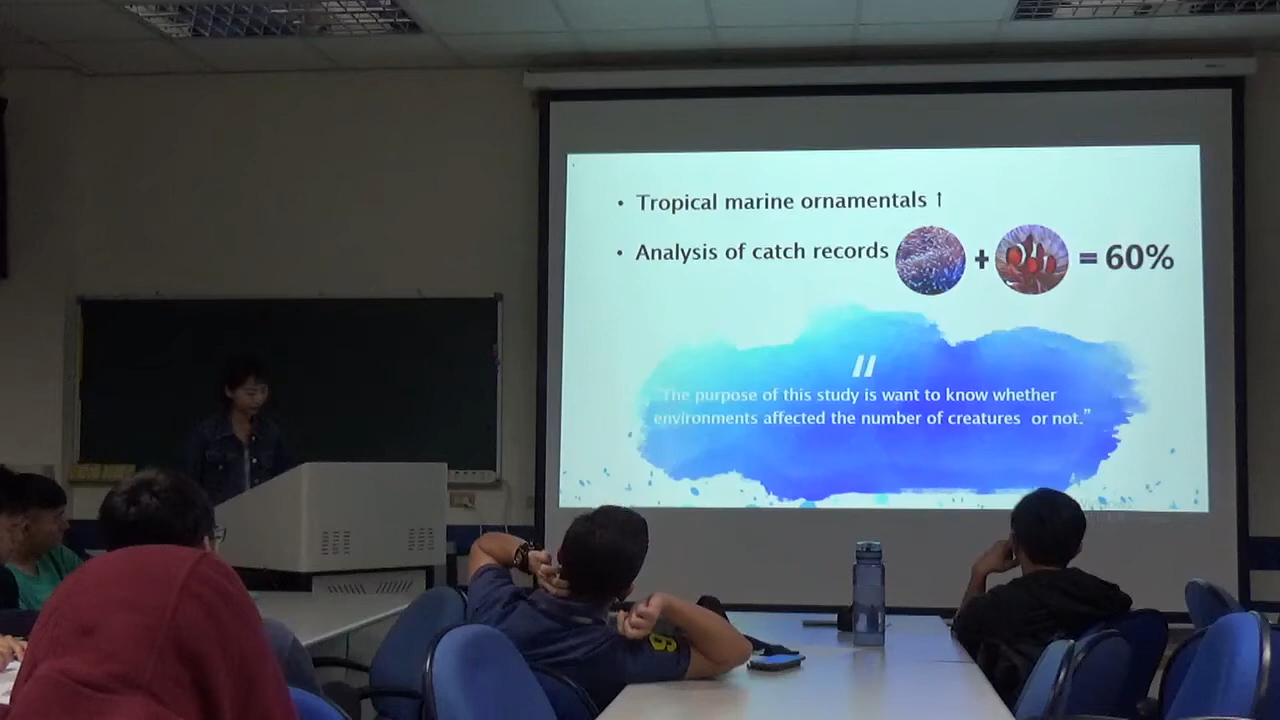 • Tropical marine ornamentals ↑
• Analysis of catch records + = 60%
"
"The purpose of this study is want to know whether
environments affected the number of creatures or not."
B